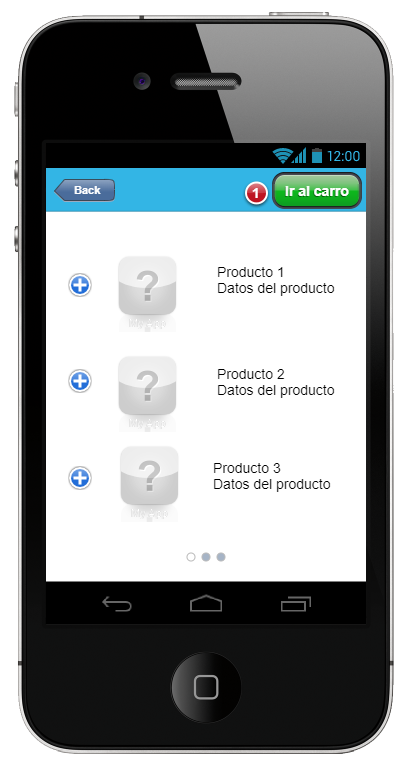 12:00
Back
1
Ir al carro
Producto 1
Datos del producto
Producto 2
Datos del producto
Producto 3
Datos del producto